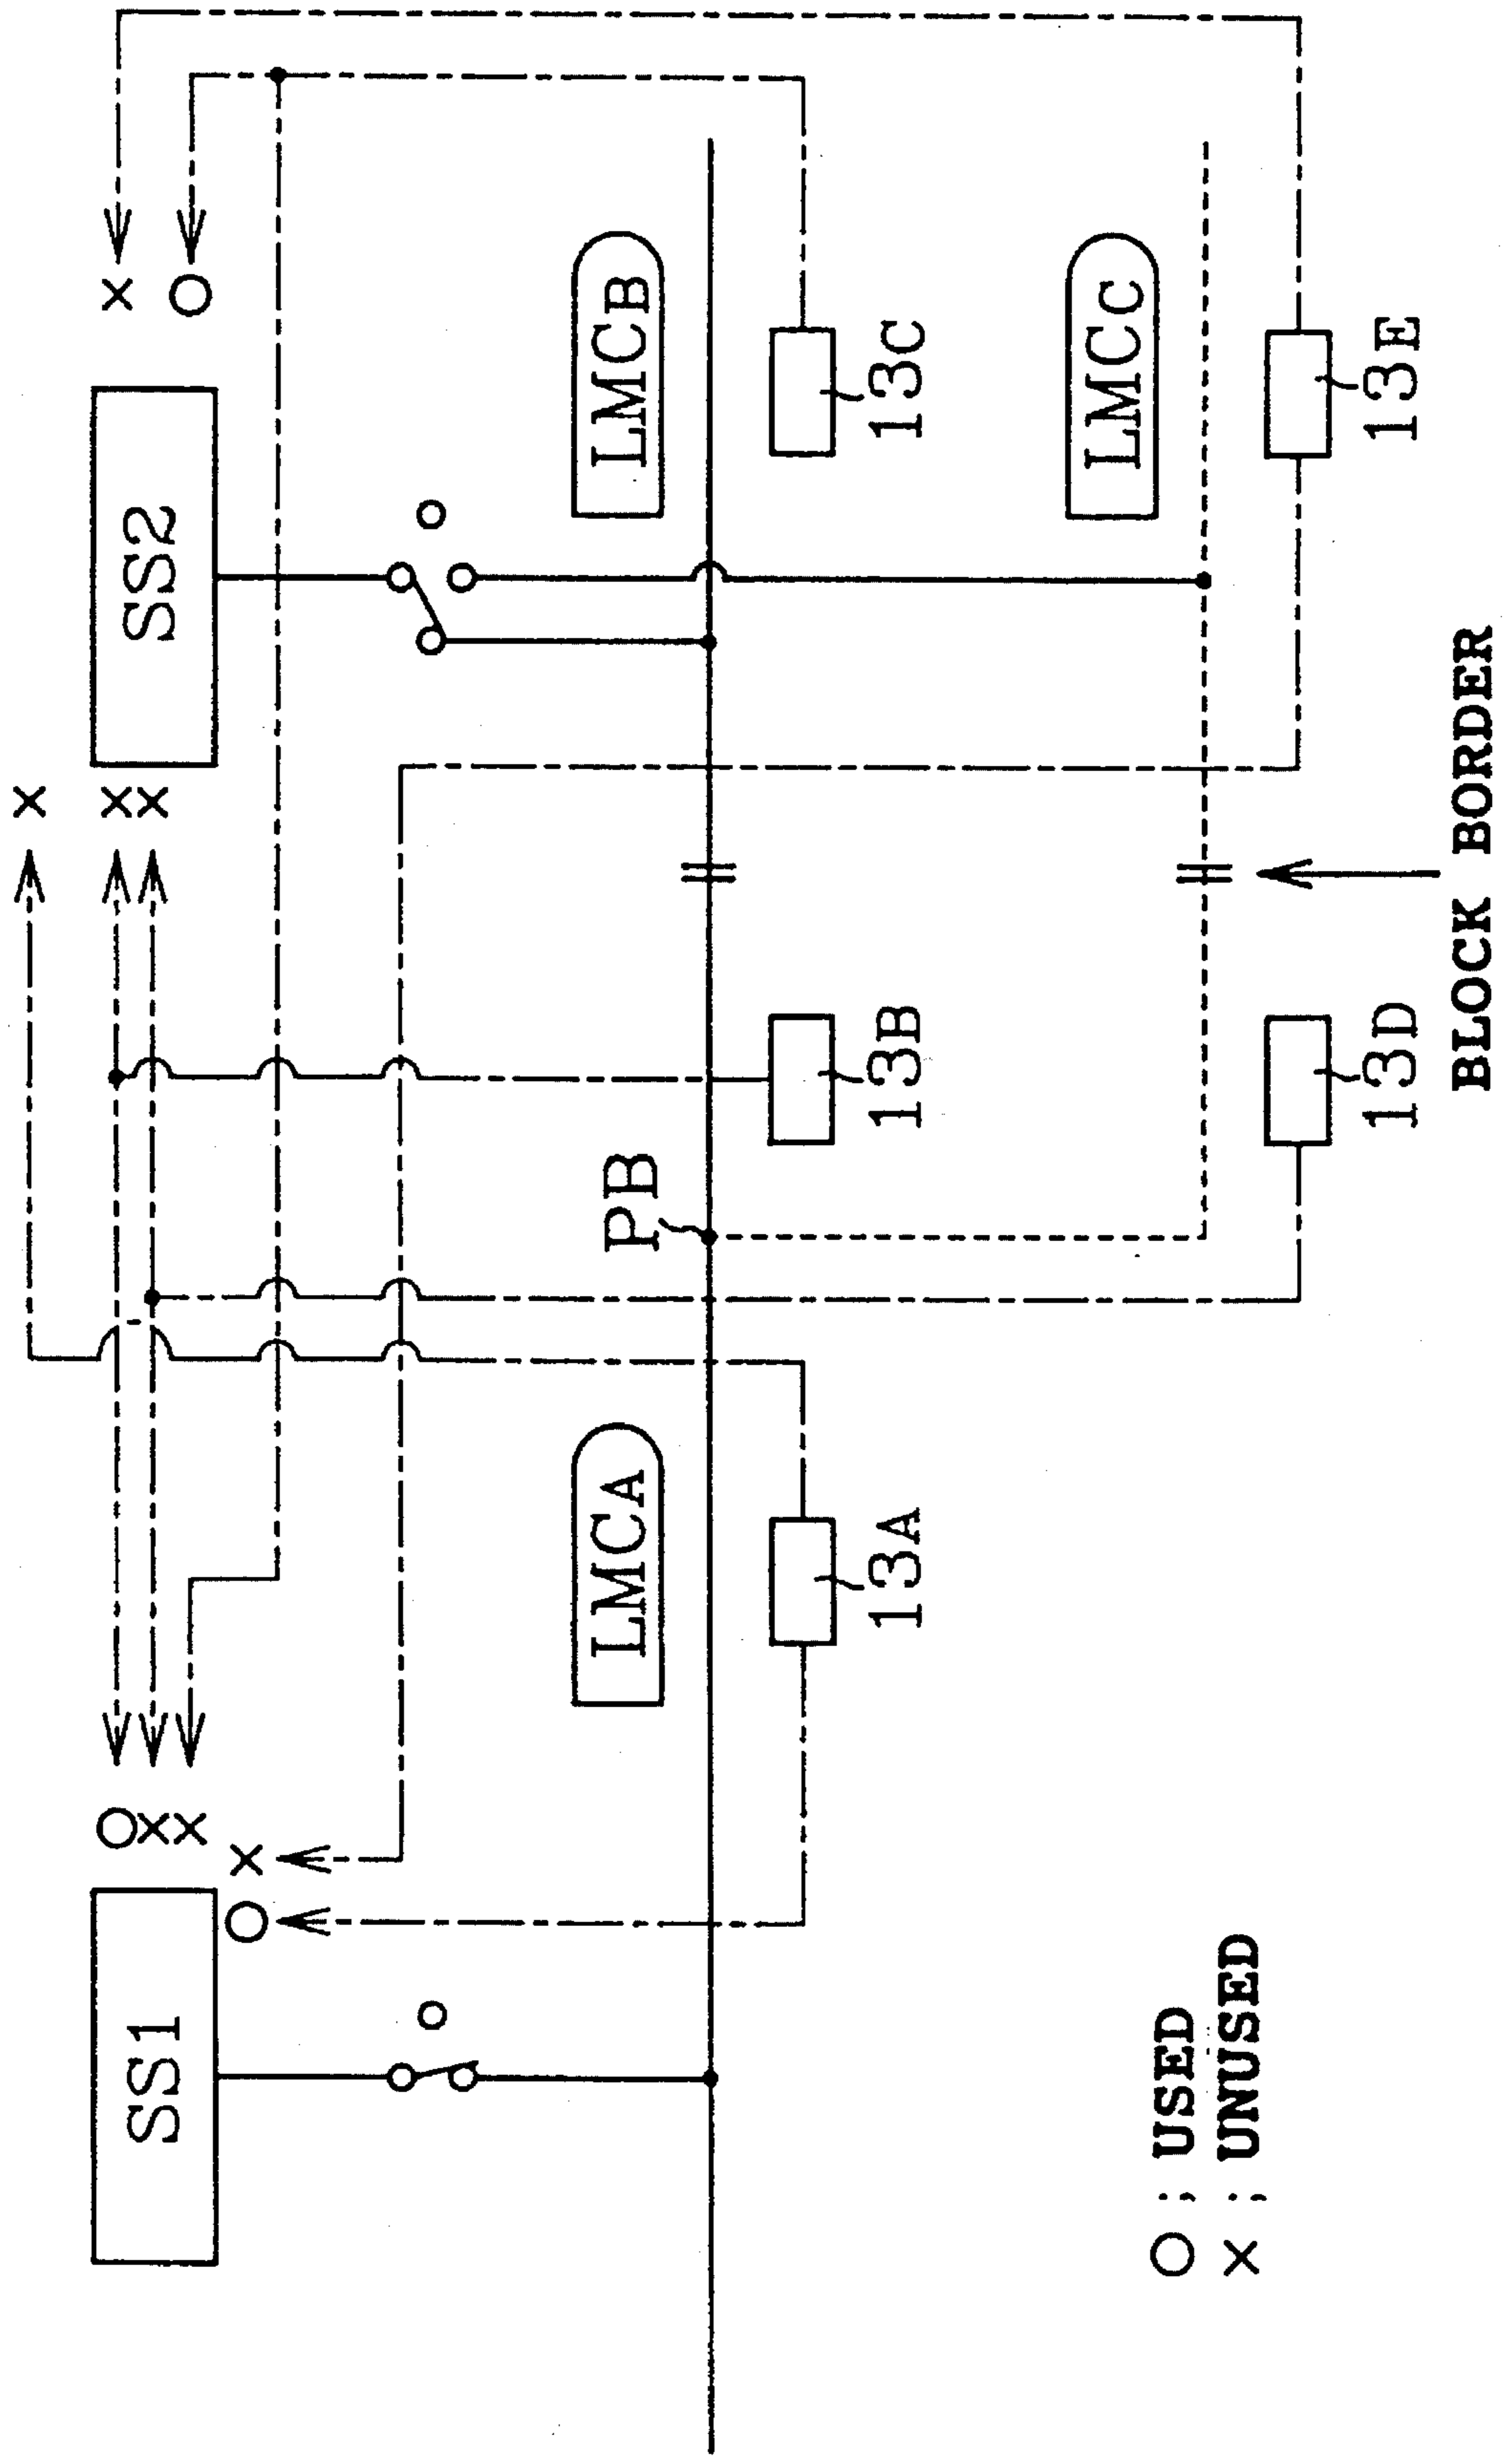 SS1
SS2
LMCA
LMCB
PB
13A
13B
13C
LMCC
13D
13E
BLOCK BORDER
○ : USED
× : UNUSED